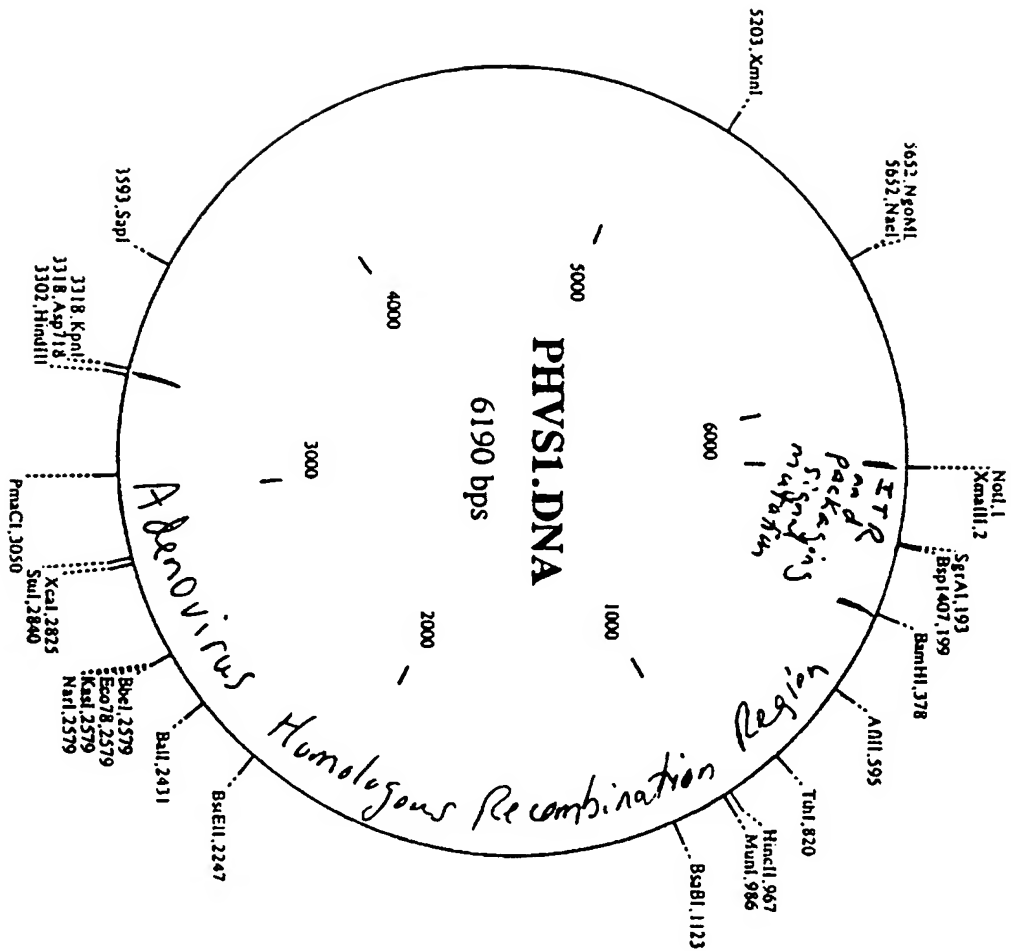 PHVS1.DNA
6190 bps
NotI,1
XmaIII,2
SgrAI,193
Bsp1407,199
BamHI,378
AflII,595
Tth1,820
HincII,967
MunI,986
BsaBI,1123
BstEII,2247
BalI,2431
BbeI,2579
Eco78,2579
KasI,2579
NarI,2579
XcaI,2825
StuI,2840
PmaCI,3050
3302,HindIII
3318,Asp718
3318,KpnI
3593,SapI
5203,XmnI
5652,NaeI
5652,NgoMI
1000
2000
3000
4000
5000
6000
ITR
and
packaging
signal
mutation
Adenovirus Homologous Recombination Region